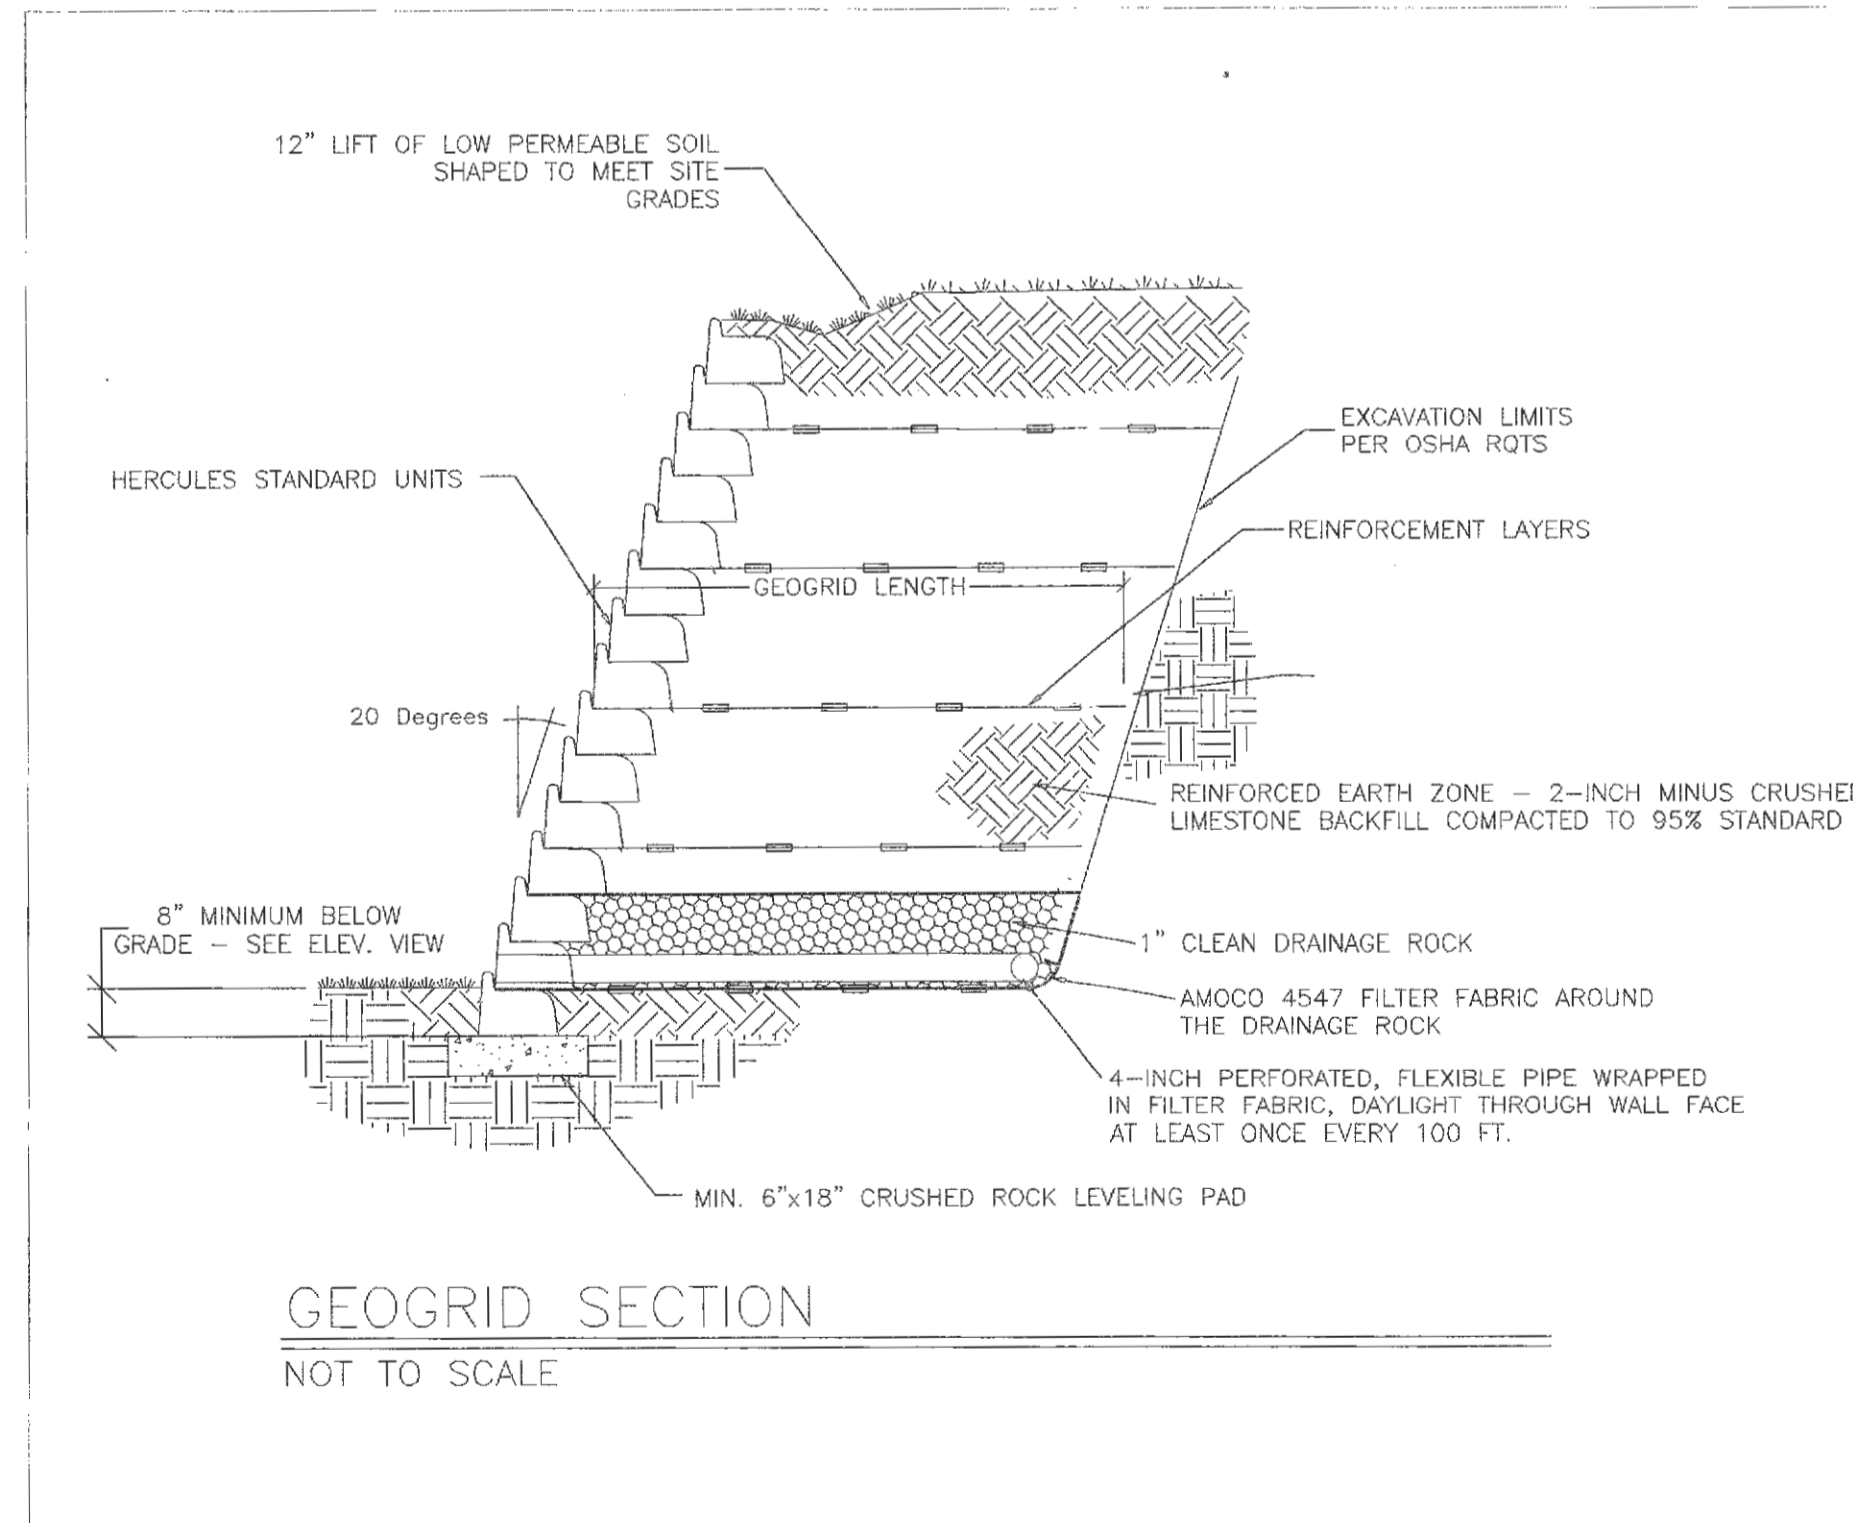 12” LIFT OF LOW PERMEABLE SOIL
SHAPED TO MEET SITE
GRADES
EXCAVATION LIMITS
PER OSHA RQTS
HERCULES STANDARD UNITS
REINFORCEMENT LAYERS
GEOGRID LENGTH
20 Degrees
REINFORCED EARTH ZONE – 2–INCH MINUS CRUSHE
LIMESTONE BACKFILL COMPACTED TO 95% STANDARD
8” MINIMUM BELOW
GRADE – SEE ELEV. VIEW
1” CLEAN DRAINAGE ROCK
AMOCO 4547 FILTER FABRIC AROUND
THE DRAINAGE ROCK
4–INCH PERFORATED, FLEXIBLE PIPE WRAPPED
IN FILTER FABRIC, DAYLIGHT THROUGH WALL FACE
AT LEAST ONCE EVERY 100 FT.
MIN. 6”x18” CRUSHED ROCK LEVELING PAD
GEOGRID SECTION
NOT TO SCALE